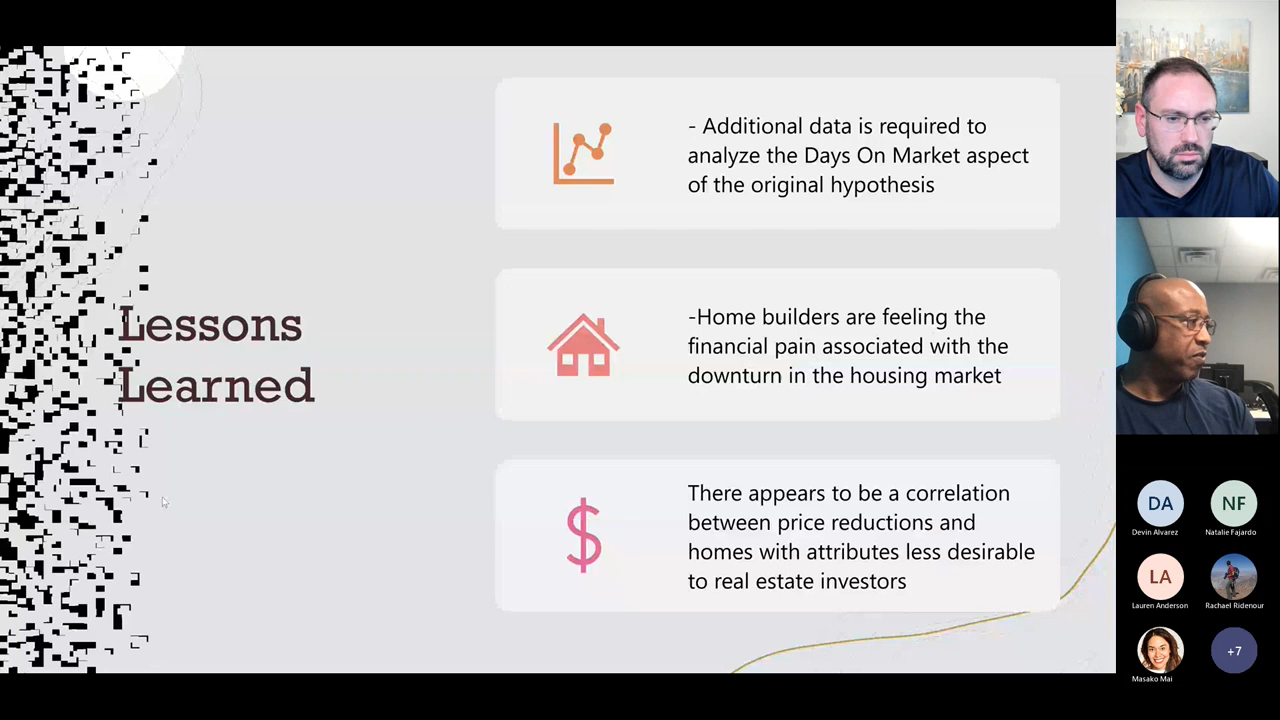 Lessons
Learned
- Additional data is required to
analyze the Days On Market aspect
of the original hypothesis
-Home builders are feeling the
financial pain associated with the
downturn in the housing market
$
There appears to be a correlation
between price reductions and
homes with attributes less desirable
to real estate investors
DA
NF
Devin Alvarez
Natalie Fajardo
LA
Lauren Anderson
Rachael Ridenour
Masako Mai
+7